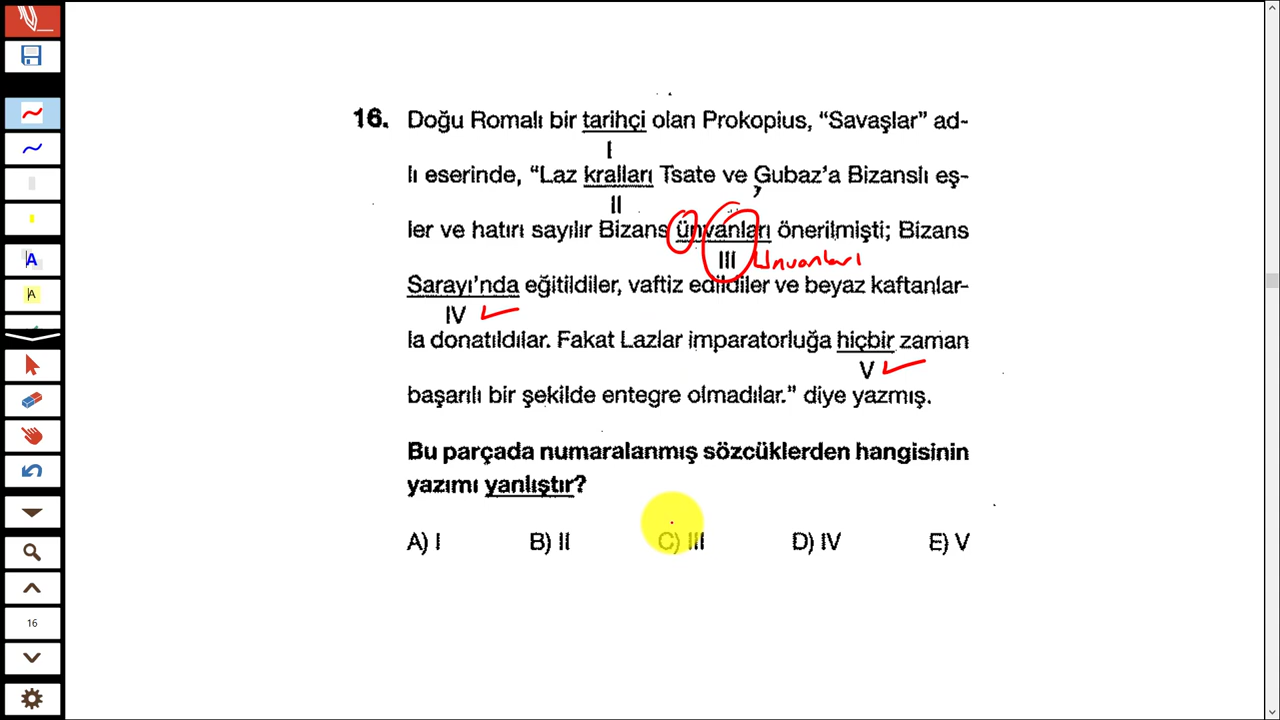 16. Doğu Romalı bir tarihçi olan Prokopius, “Savaşlar” ad-
I
lı eserinde, “Laz kralları Tsate ve Gubaz’a Bizanslı eş-
II
ler ve hatırı sayılır Bizans ünvanları önerilmişti; Bizans
III unvanları
Sarayı’nda eğitildiler, vaftiz edildiler ve beyaz kaftanlar-
IV
la donatıldılar. Fakat Lazlar imparatorluğa hiçbir zaman
V
başarılı bir şekilde entegre olmadılar.” diye yazmış.
Bu parçada numaralanmış sözcüklerden hangisinin
yazımı yanlıştır?
A) I B) II C) III D) IV E) V
A
A
16